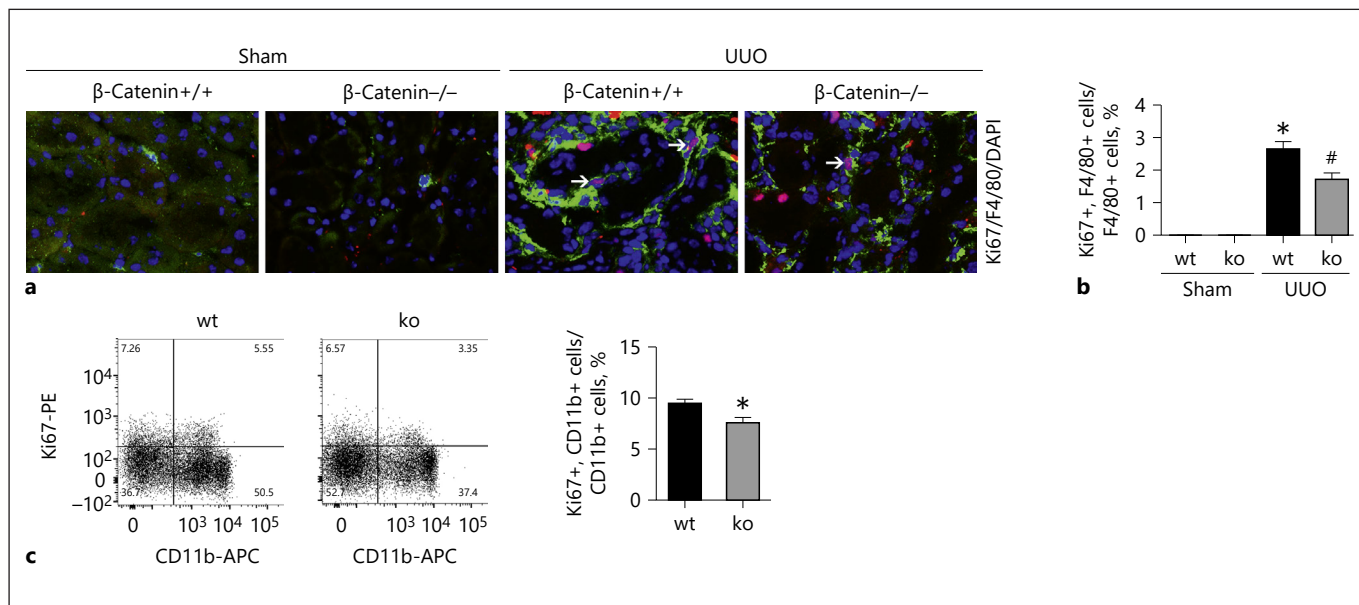 Sham
UUO
β-Catenin+/+
β-Catenin–/–
β-Catenin+/+
β-Catenin–/–
Ki67/F4/80/DAPI
a
Ki67+, F4/80+ cells/
F4/80+ cells, %
4
3
2
1
0
*
#
wt
ko
wt
ko
Sham
UUO
b
wt
ko
Ki67-PE
10⁴
10³
10²
0
–10²
7.26
5.55
36.7
50.5
0
10³
10⁴
10⁵
CD11b-APC
6.57
3.35
52.7
37.4
0
10³
10⁴
10⁵
CD11b-APC
Ki67+, CD11b+ cells/
CD11b+ cells, %
15
10
5
0
*
wt
ko
c